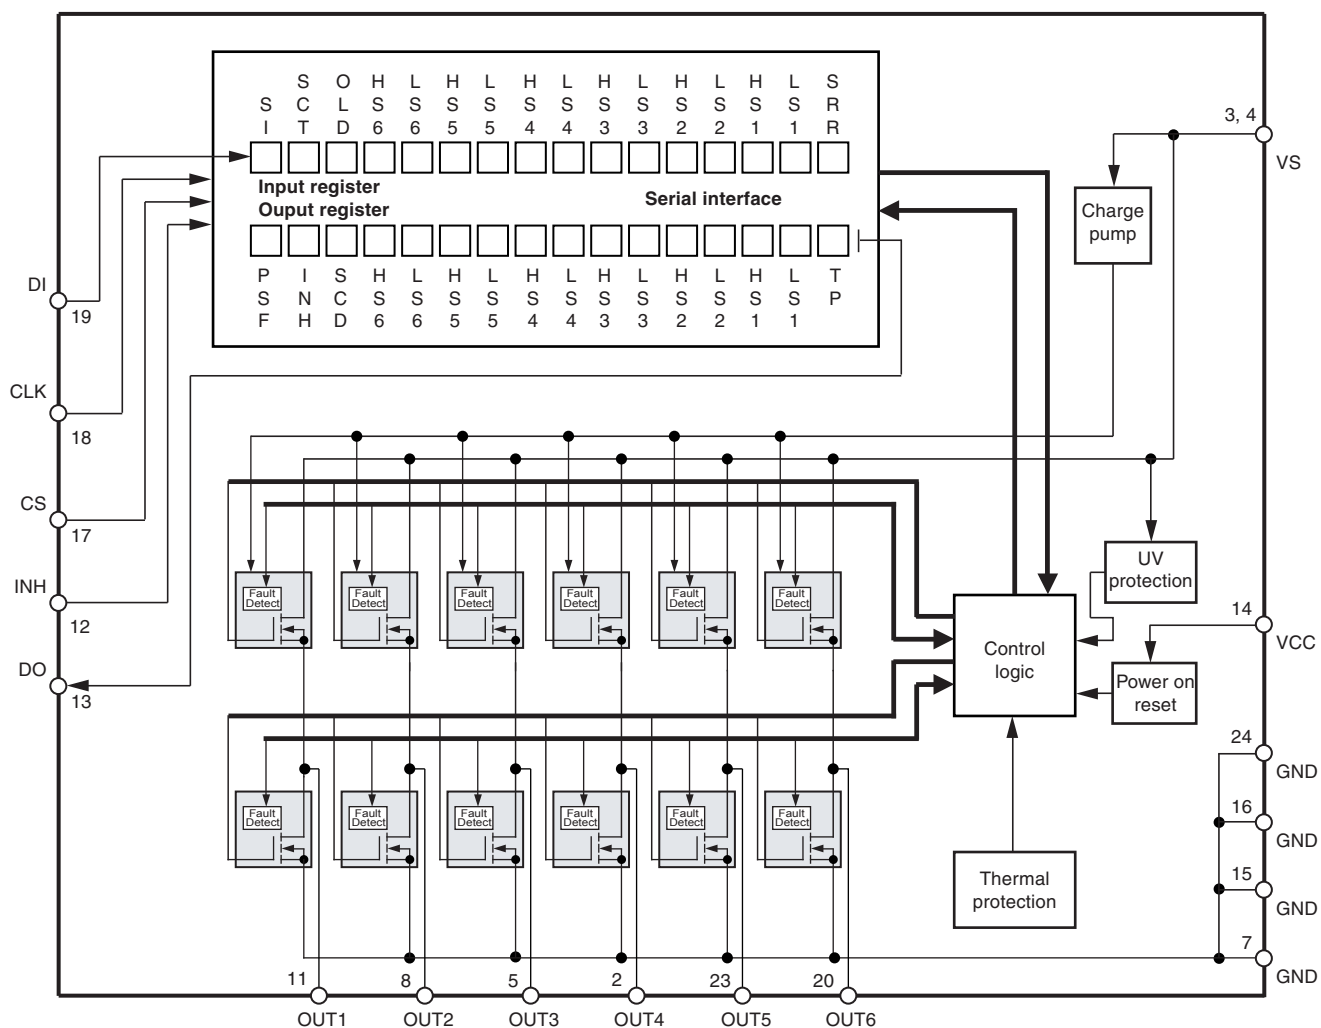 S O H L H L H L H L H L H L S
S C L S S S S S S S S S S S S R
I T D 6 6 5 5 4 4 3 3 2 2 1 1 R
Input register
Ouput register
Serial interface
P I S H L H L H L H L H L H L T
S N C S S S S S S S S S S S S P
F H D 6 6 5 5 4 4 3 3 2 2 1 1
3, 4
VS
Charge
pump
DI
19
CLK
18
CS
17
INH
12
DO
13
UV
protection
14
VCC
Power on
reset
Control
logic
Thermal
protection
Fault
Detect
Fault
Detect
Fault
Detect
Fault
Detect
Fault
Detect
Fault
Detect
Fault
Detect
Fault
Detect
Fault
Detect
Fault
Detect
Fault
Detect
Fault
Detect
24
GND
16
GND
15
GND
7
GND
11
8
5
2
23
20
OUT1
OUT2
OUT3
OUT4
OUT5
OUT6